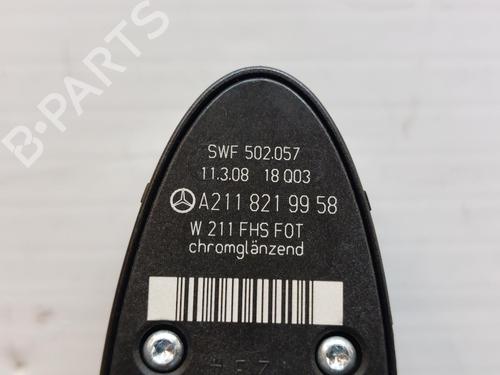 B-PARTS
SWF 502.057
11.3.08 18 Q03
A211 821 99 58
W 211 FHS FOT
chromglänzend